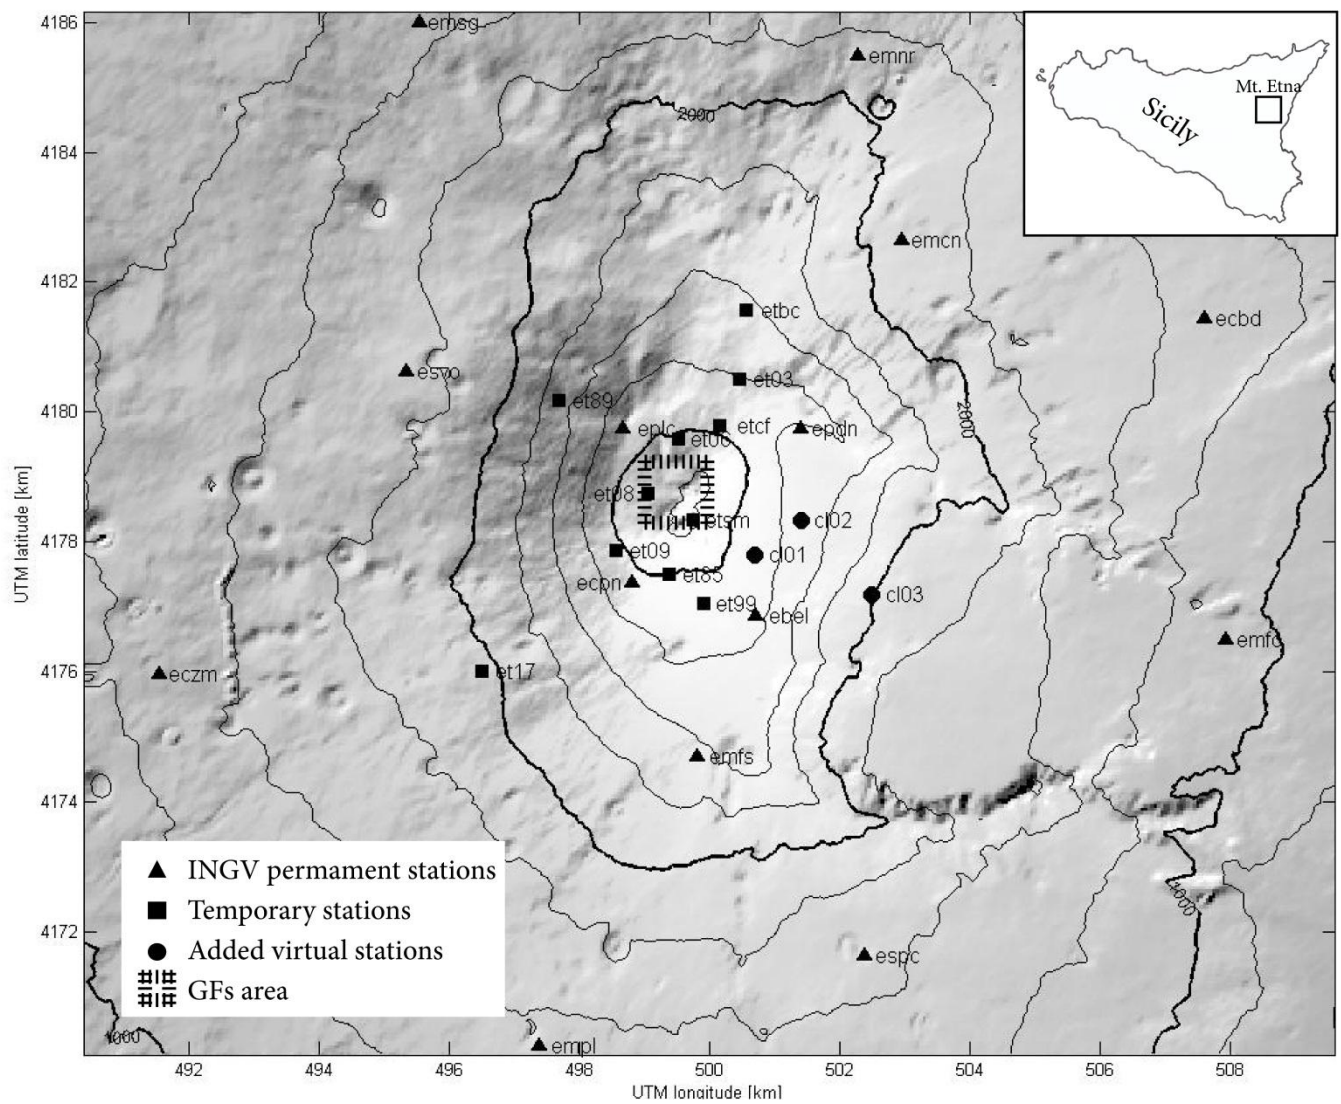 4186
emsg
emnr
Mt. Etna
Sicily
2000
4184
emcn
4182
etbc
ecbd
esvo
et03
et89
4180
eplc
etcf
epdn
2000
et06
UTM latitude [km]
et08
etsm
cl02
4178
et09
cl01
ecpn
et85
cl03
et99
ebel
emfc
4176
eczm
et17
emfs
4174
INGV permament stations
1000
Temporary stations
4172
Added virtual stations
espc
GFs area
1000
empl
492
494
496
498
500
502
504
506
508
UTM longitude [km]